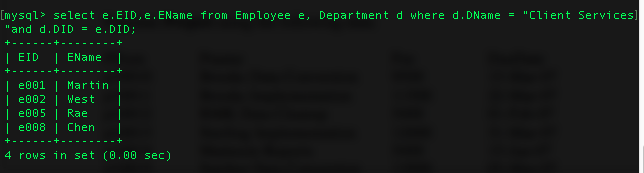 [mysql> select e.EID,e.EName from Employee e, Department d where d.DName = "Client Services]
"and d.DID = e.DID;
+------+--------+
| EID  | EName  |
+------+--------+
| e001 | Martin |
| e002 | West   |
| e005 | Rae    |
| e008 | Chen   |
+------+--------+
4 rows in set (0.00 sec)